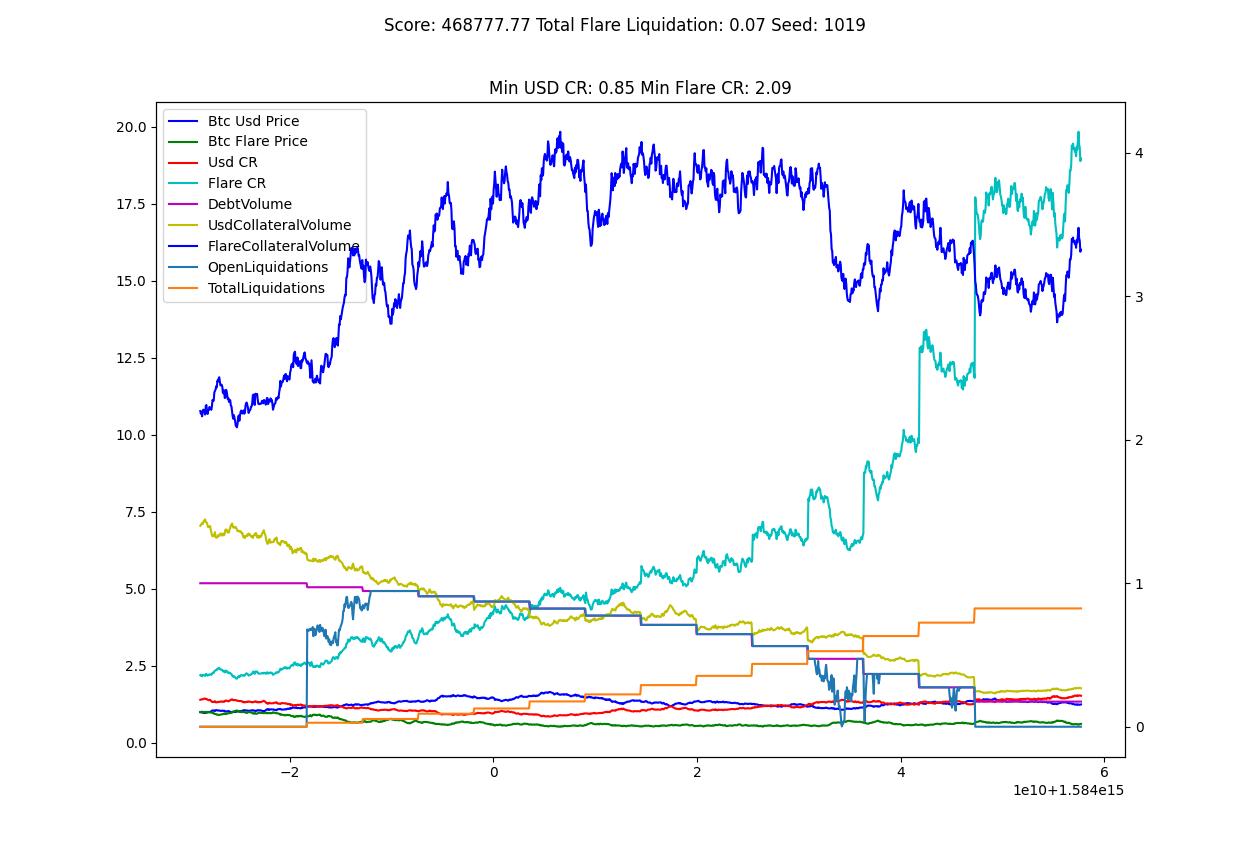 Score: 468777.77 Total Flare Liquidation: 0.07 Seed: 1019
Min USD CR: 0.85 Min Flare CR: 2.09
Btc Usd Price
Btc Flare Price
Usd CR
Flare CR
DebtVolume
UsdCollateralVolume
FlareCollateralVolume
OpenLiquidations
TotalLiquidations
20.0
17.5
15.0
12.5
10.0
7.5
5.0
2.5
0.0
4
3
2
1
0
−2
0
2
4
6
1e10+1.584e15